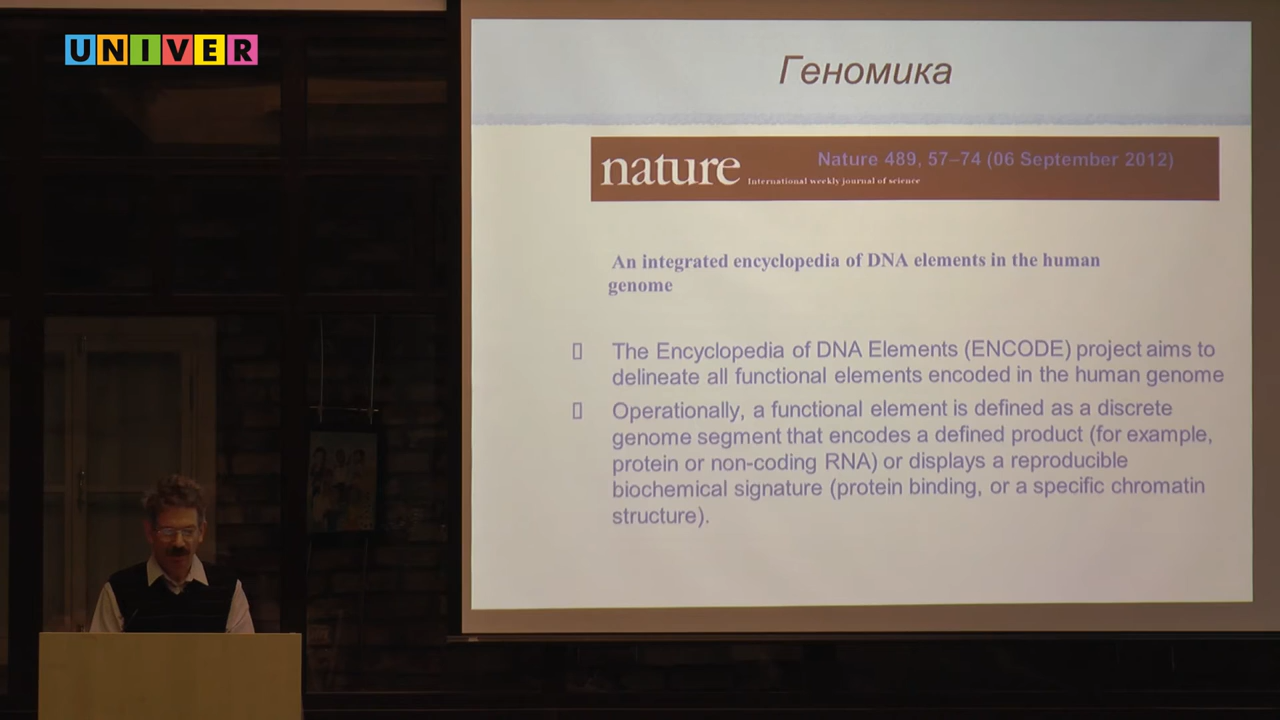 UNIVER
Геномика
nature
Nature 489, 57–74 (06 September 2012)
International weekly journal of science
An integrated encyclopedia of DNA elements in the human
genome
The Encyclopedia of DNA Elements (ENCODE) project aims to
delineate all functional elements encoded in the human genome
Operationally, a functional element is defined as a discrete
genome segment that encodes a defined product (for example,
protein or non-coding RNA) or displays a reproducible
biochemical signature (protein binding, or a specific chromatin
structure).